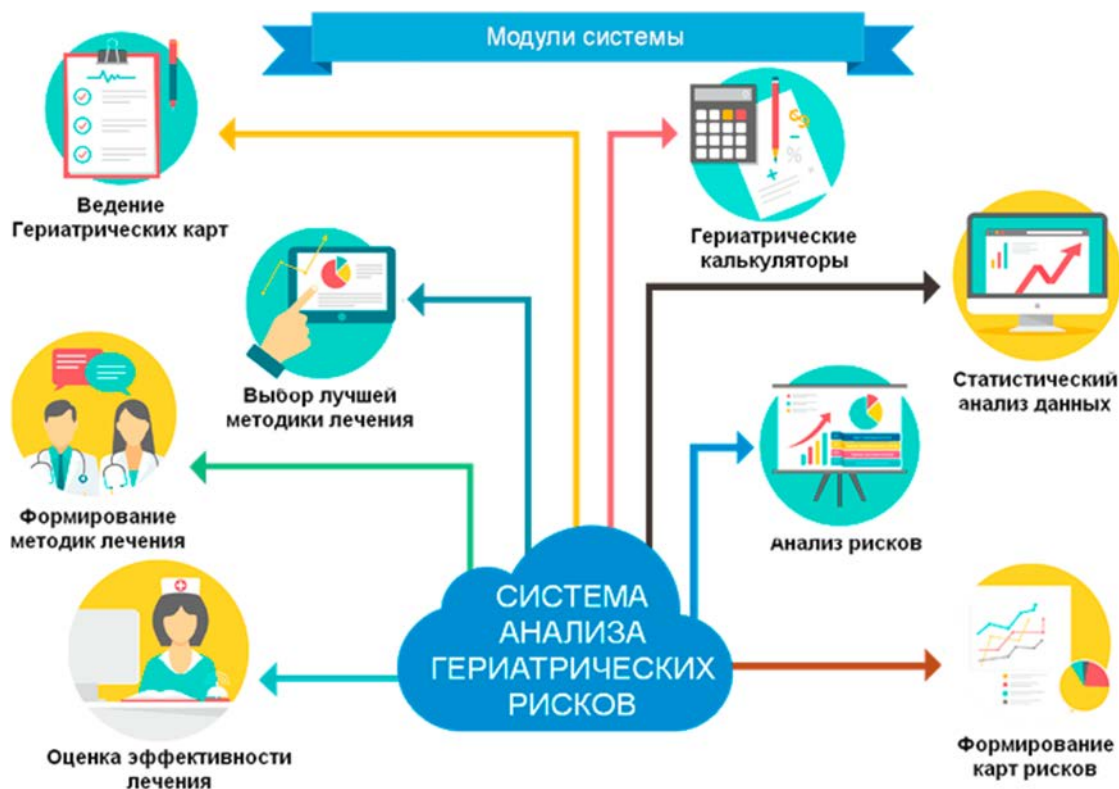 Модули системы
Ведение
Гериатрических карт
Гериатрические
калькуляторы
Выбор лучшей
методики лечения
Статистический
анализ данных
Формирование
методик лечения
Анализ рисков
СИСТЕМА
АНАЛИЗА
ГЕРИАТРИЧЕСКИХ
РИСКОВ
Оценка эффективности
лечения
Формирование
карт рисков